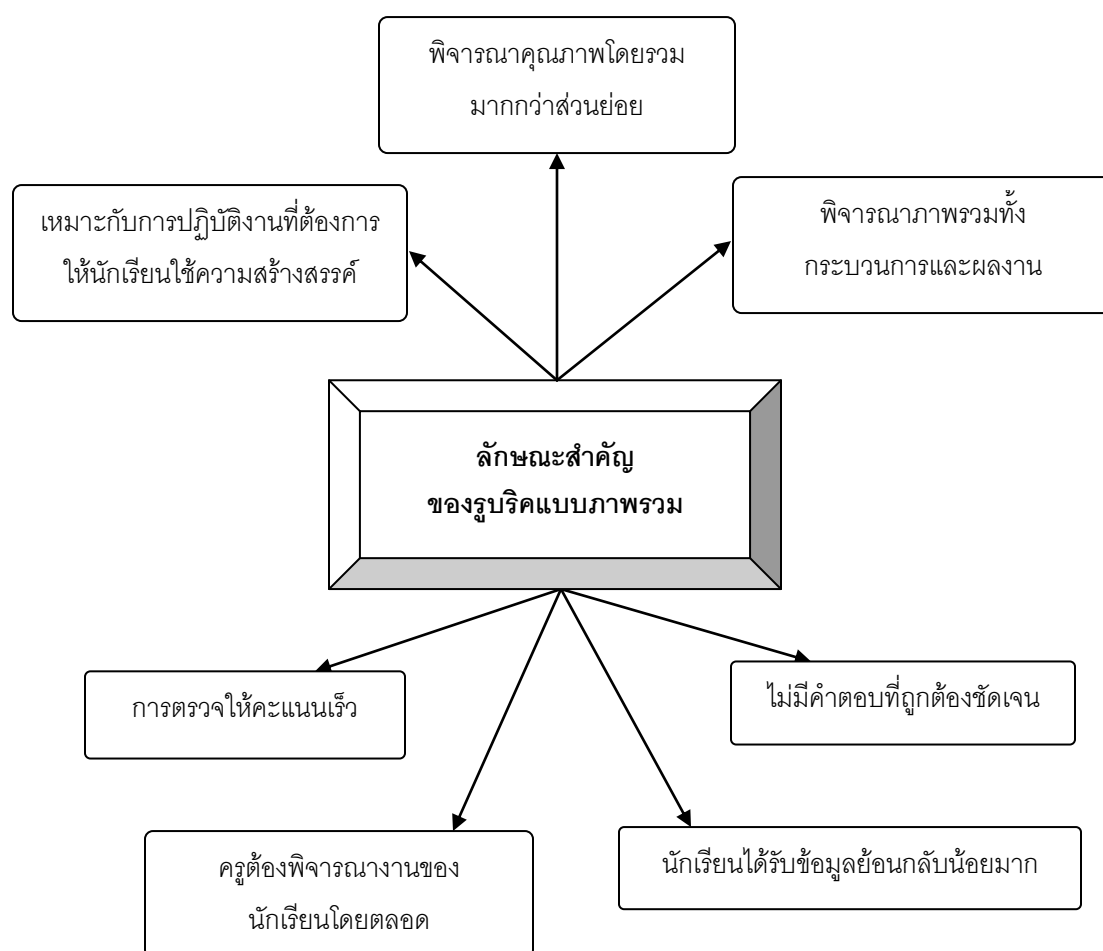 พิจารณาคุณภาพโดยรวม
มากกว่าส่วนย่อย
เหมาะกับการปฏิบัติงานที่ต้องการ
ให้นักเรียนใช้ความสร้างสรรค์
พิจารณาภาพรวมทั้ง
กระบวนการและผลงาน
ลักษณะสำคัญ
ของรูบริคแบบภาพรวม
การตรวจให้คะแนนเร็ว
ไม่มีคำตอบที่ถูกต้องชัดเจน
ครูต้องพิจารณางานของ
นักเรียนโดยตลอด
นักเรียนได้รับข้อมูลย้อนกลับน้อยมาก